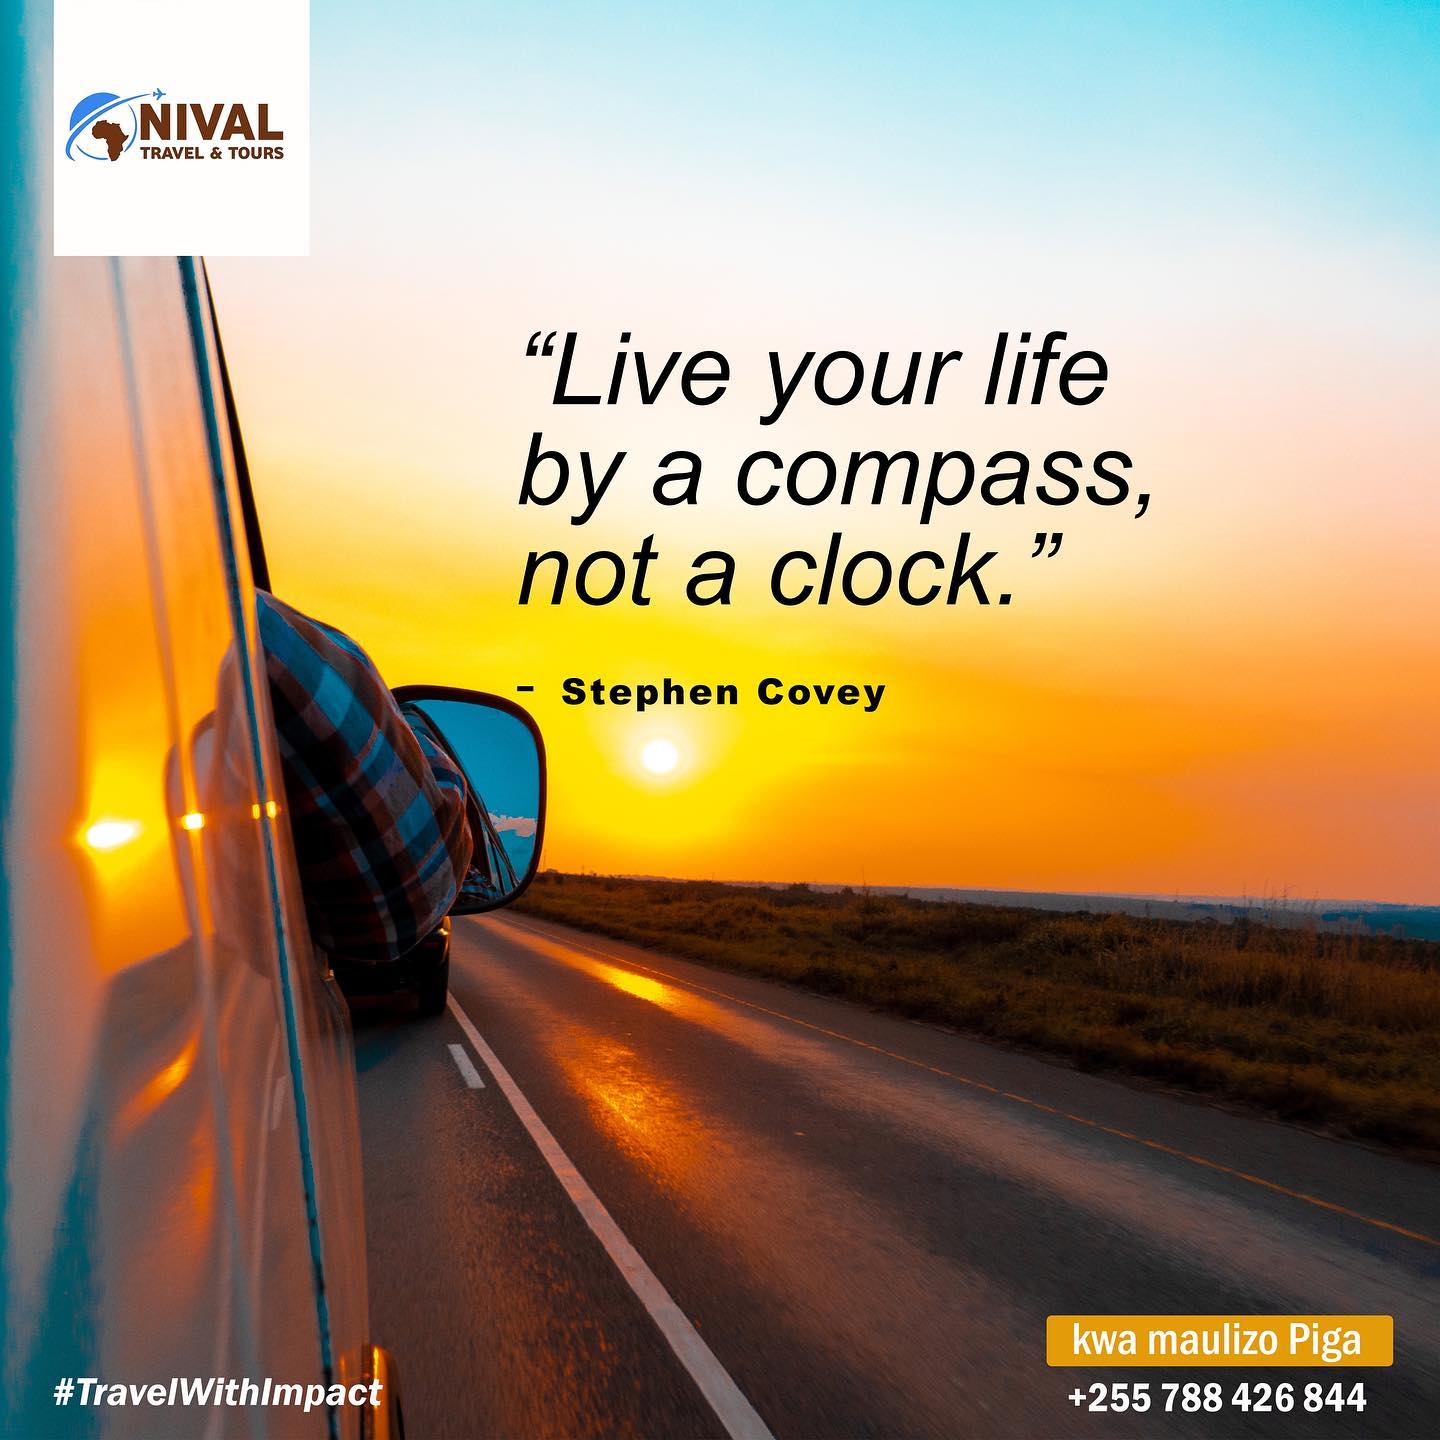 NIVAL
TRAVEL & TOURS
“Live your life
by a compass,
not a clock.”
- Stephen Covey
kwa maulizo Piga
+255 788 426 844
#TravelWithImpact